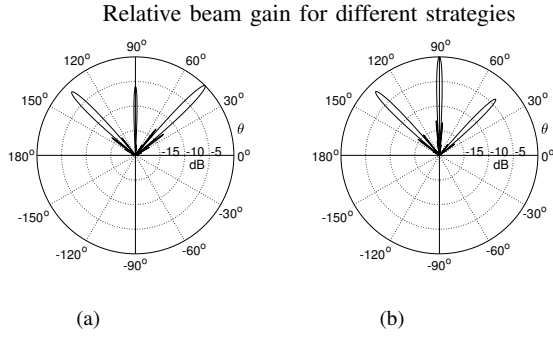 Relative beam gain for different strategies
90°
120° 60°
150° 30°
θ
180° -15 -10 -5 0°
dB
-150° -30°
-120° -60°
-90°
(a)
90°
120° 60°
150° 30°
θ
180° -15 -10 -5 0°
dB
-150° -30°
-120° -60°
-90°
(b)